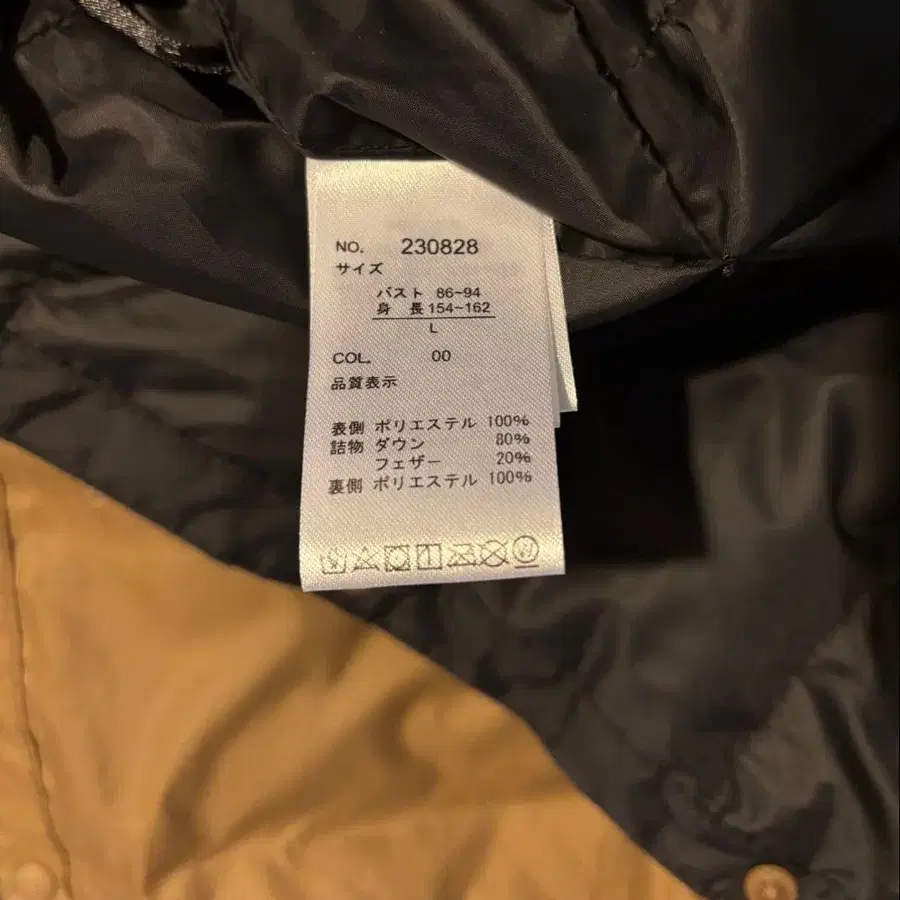 NO. 230828
サイズ
バスト 86~94
身 長 154~162
L
COL. 00
品質表示
表側 ポリエステル 100%
詰物 ダウン 80%
フェザー 20%
裏側 ポリエステル 100%